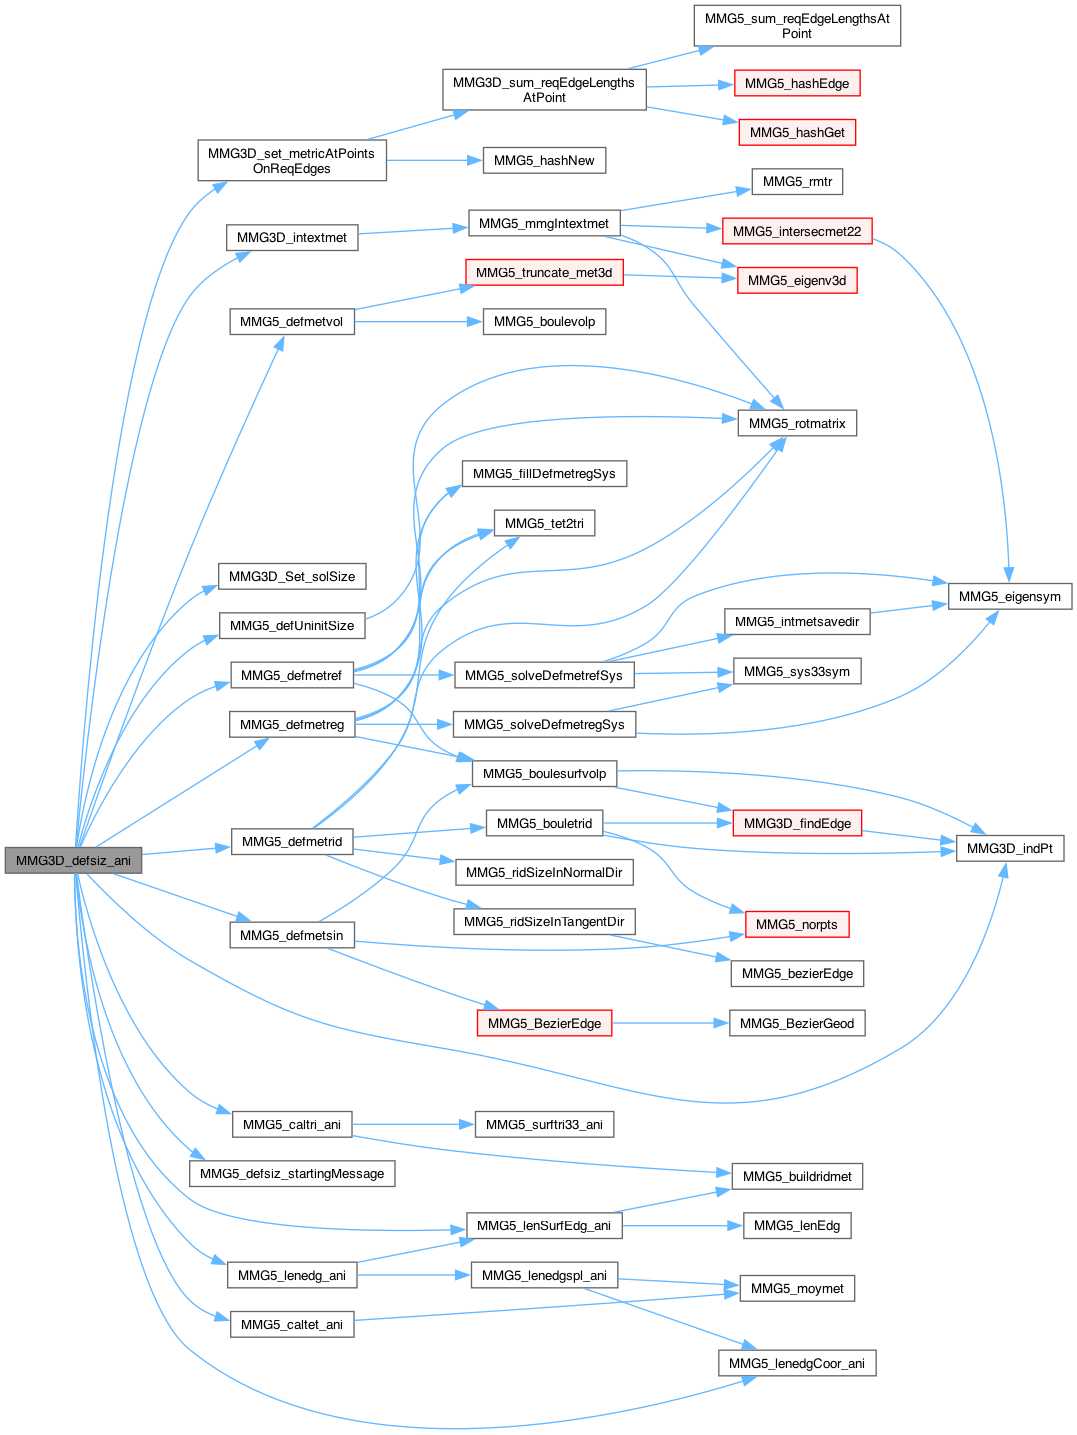 MMG5_sum_reqEdgeLengthsAt
Point
MMG3D_sum_reqEdgeLengths
AtPoint
MMG5_hashEdge
MMG5_hashGet
MMG3D_set_metricAtPoints
OnReqEdges
MMG5_hashNew
MMG5_rmtr
MMG3D_intextmet
MMG5_mmgIntextmet
MMG5_intersecmet22
MMG5_truncate_met3d
MMG5_eigenv3d
MMG5_defmetvol
MMG5_boulevolp
MMG5_rotmatrix
MMG5_fillDefmetregSys
MMG5_tet2tri
MMG3D_Set_solSize
MMG5_eigensym
MMG5_defUninitSize
MMG5_intmetsavedir
MMG5_defmetref
MMG5_solveDefmetrefSys
MMG5_sys33sym
MMG5_defmetreg
MMG5_solveDefmetregSys
MMG5_boulesurfvolp
MMG5_bouletrid
MMG3D_findEdge
MMG5_defmetrid
MMG3D_indPt
MMG3D_defsiz_ani
MMG5_ridSizeInNormalDir
MMG5_ridSizeInTangentDir
MMG5_norpts
MMG5_defmetsin
MMG5_bezierEdge
MMG5_BezierEdge
MMG5_BezierGeod
MMG5_caltri_ani
MMG5_surftri33_ani
MMG5_defsiz_startingMessage
MMG5_buildridmet
MMG5_lenSurfEdg_ani
MMG5_lenEdg
MMG5_lenedg_ani
MMG5_lenedgspl_ani
MMG5_moymet
MMG5_caltet_ani
MMG5_lenedgCoor_ani